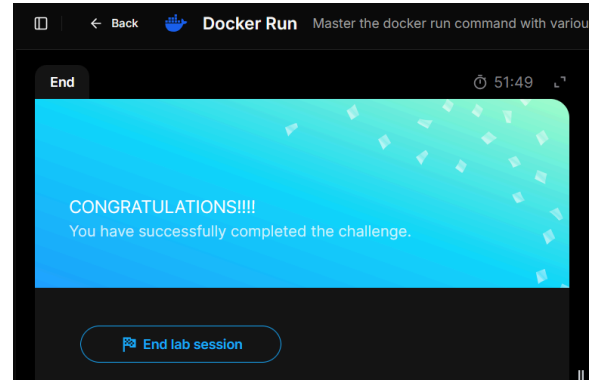 Back Docker Run Master the docker run command with variou
End 51:49
CONGRATULATIONS!!!!
You have successfully completed the challenge.
End lab session